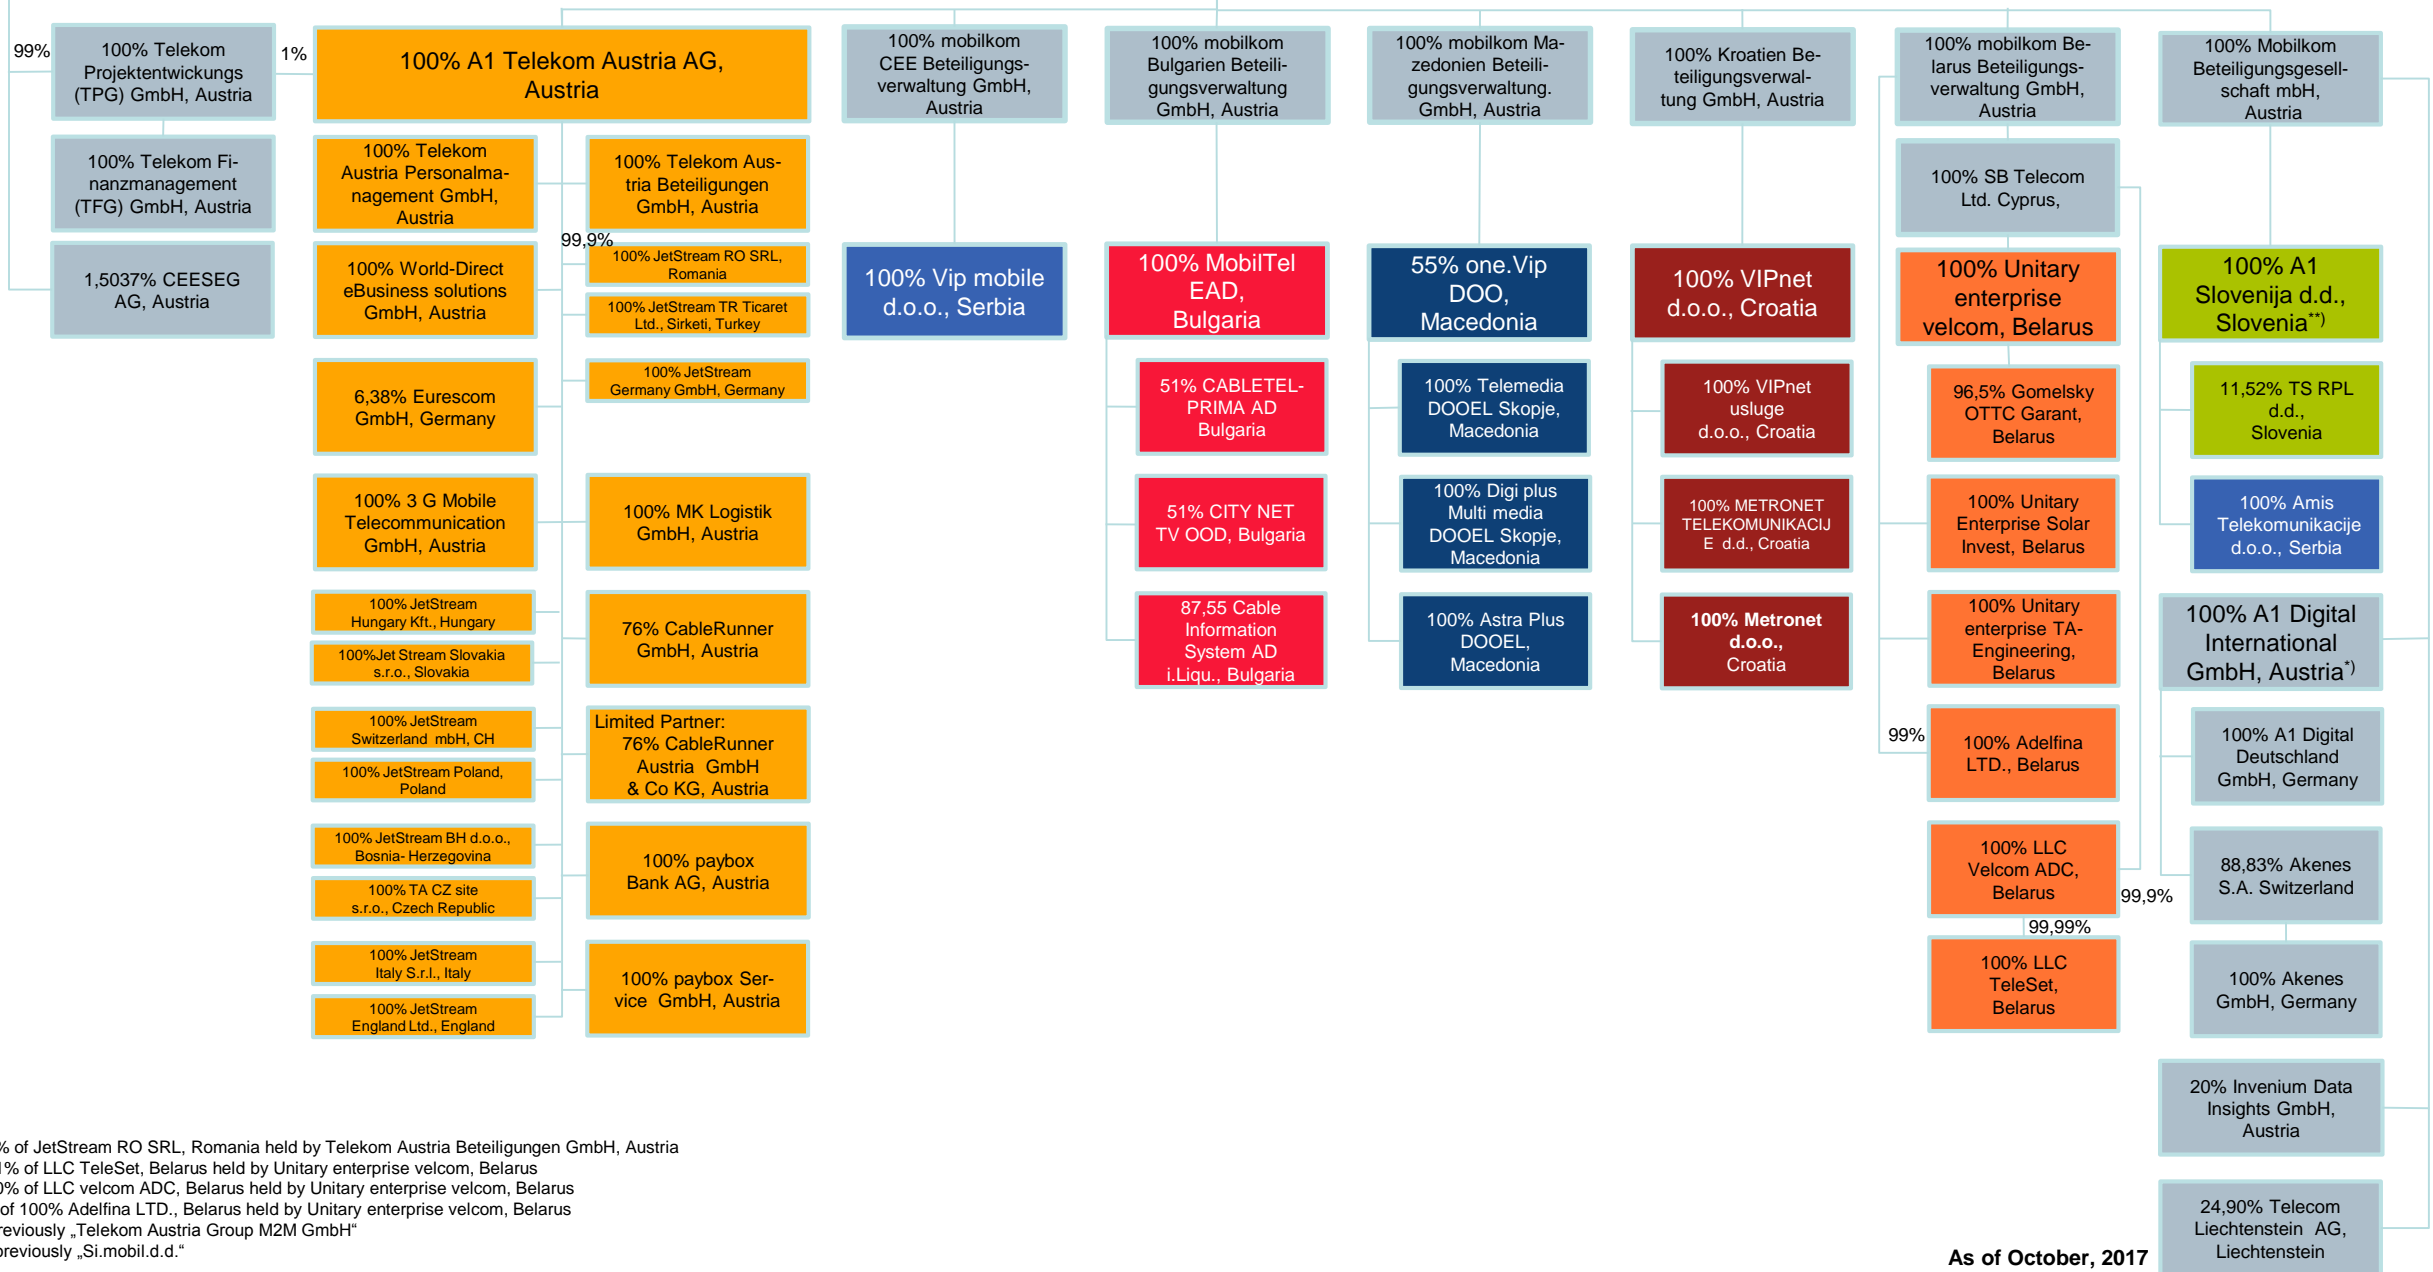 99%
100% Telekom
Projektentwickungs
(TPG) GmbH, Austria
1%
100% A1 Telekom Austria AG,
Austria
100% mobilkom
CEE Beteiligungs-
verwaltung GmbH,
Austria
100% mobilkom
Bulgarien Beteili-
gungsverwaltung
GmbH, Austria
100% mobilkom Ma-
zedonien Beteili-
gungsverwaltung.
GmbH, Austria
100% Kroatien Be-
teiligungsverwal-
tung GmbH, Austria
100% mobilkom Be-
larus Beteiligungs-
verwaltung GmbH,
Austria
100% Mobilkom
Beteiligungsgesell-
schaft mbH,
Austria
100% Telekom Fi-
nanzmanagement
(TFG) GmbH, Austria
1,5037% CEESEG
AG, Austria
100% Telekom
Austria Personalma-
nagement GmbH,
Austria
100% Telekom Aus-
tria Beteiligungen
GmbH, Austria
99,9%
100% World-Direct
eBusiness solutions
GmbH, Austria
100% JetStream RO SRL,
Romania
100% JetStream TR Ticaret
Ltd., Sirketi, Turkey
6,38% Eurescom
GmbH, Germany
100% JetStream
Germany GmbH, Germany
100% 3 G Mobile
Telecommunication
GmbH, Austria
100% MK Logistik
GmbH, Austria
100% JetStream
Hungary Kft., Hungary
100%Jet Stream Slovakia
s.r.o., Slovakia
76% CableRunner
GmbH, Austria
100% JetStream
Switzerland mbH, CH
100% JetStream Poland,
Poland
Limited Partner:
76% CableRunner
Austria GmbH
& Co KG, Austria
100% JetStream BH d.o.o.,
Bosnia- Herzegovina
100% TA CZ site
s.r.o., Czech Republic
100% paybox
Bank AG, Austria
100% JetStream
Italy S.r.l., Italy
100% JetStream
England Ltd., England
100% paybox Ser-
vice GmbH, Austria
100% Vip mobile
d.o.o., Serbia
100% MobilTel
EAD,
Bulgaria
51% CABLETEL-
PRIMA AD
Bulgaria
51% CITY NET
TV OOD, Bulgaria
87,55 Cable
Information
System AD
i.Liqu., Bulgaria
55% one.Vip
DOO,
Macedonia
100% Telemedia
DOOEL Skopje,
Macedonia
100% Digi plus
Multi media
DOOEL Skopje,
Macedonia
100% Astra Plus
DOOEL,
Macedonia
100% VIPnet
d.o.o., Croatia
100% VIPnet
usluge
d.o.o., Croatia
100% METRONET
TELEKOMUNIKACIJ
E d.d., Croatia
100% Metronet
d.o.o.,
Croatia
100% SB Telecom
Ltd. Cyprus,
100% Unitary
enterprise
velcom, Belarus
96,5% Gomelsky
OTTC Garant,
Belarus
100% Unitary
Enterprise Solar
Invest, Belarus
100% Unitary
enterprise TA-
Engineering,
Belarus
99%
100% Adelfina
LTD., Belarus
100% LLC
Velcom ADC,
Belarus
99,9%
99,99%
100% LLC
TeleSet,
Belarus
100% A1
Slovenija d.d.,
Slovenia**)
11,52% TS RPL
d.d.,
Slovenia
100% Amis
Telekomunikacije
d.o.o., Serbia
100% A1 Digital
International
GmbH, Austria*)
100% A1 Digital
Deutschland
GmbH, Germany
88,83% Akenes
S.A. Switzerland
100% Akenes
GmbH, Germany
20% Invenium Data
Insights GmbH,
Austria
24,90% Telecom
Liechtenstein AG,
Liechtenstein
% of JetStream RO SRL, Romania held by Telekom Austria Beteiligungen GmbH, Austria
1% of LLC TeleSet, Belarus held by Unitary enterprise velcom, Belarus
0% of LLC velcom ADC, Belarus held by Unitary enterprise velcom, Belarus
of 100% Adelfina LTD., Belarus held by Unitary enterprise velcom, Belarus
reviously „Telekom Austria Group M2M GmbH“
previously „Si.mobil.d.d.“
As of October, 2017